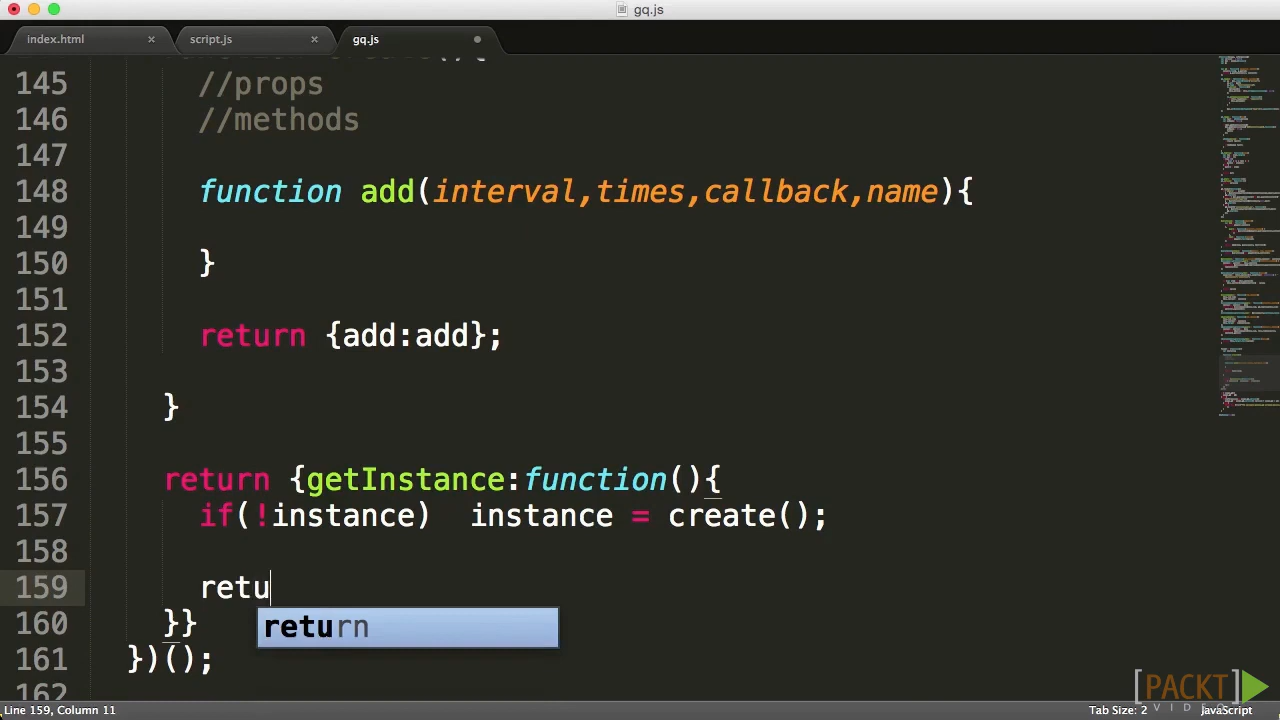 gq.js
index.html × script.js × gq.js
145 //props
146 //methods
147
148 function add(interval,times,callback,name){
149
150 }
151
152 return {add:add};
153
154 }
155
156 return {getInstance:function(){
157 if(!instance)  instance = create();
158
159 retu
return
160 }}
161 })();
162
[PACKT]
VIDEO
Line 159, Column 11 Tab Size: 2 JavaScript